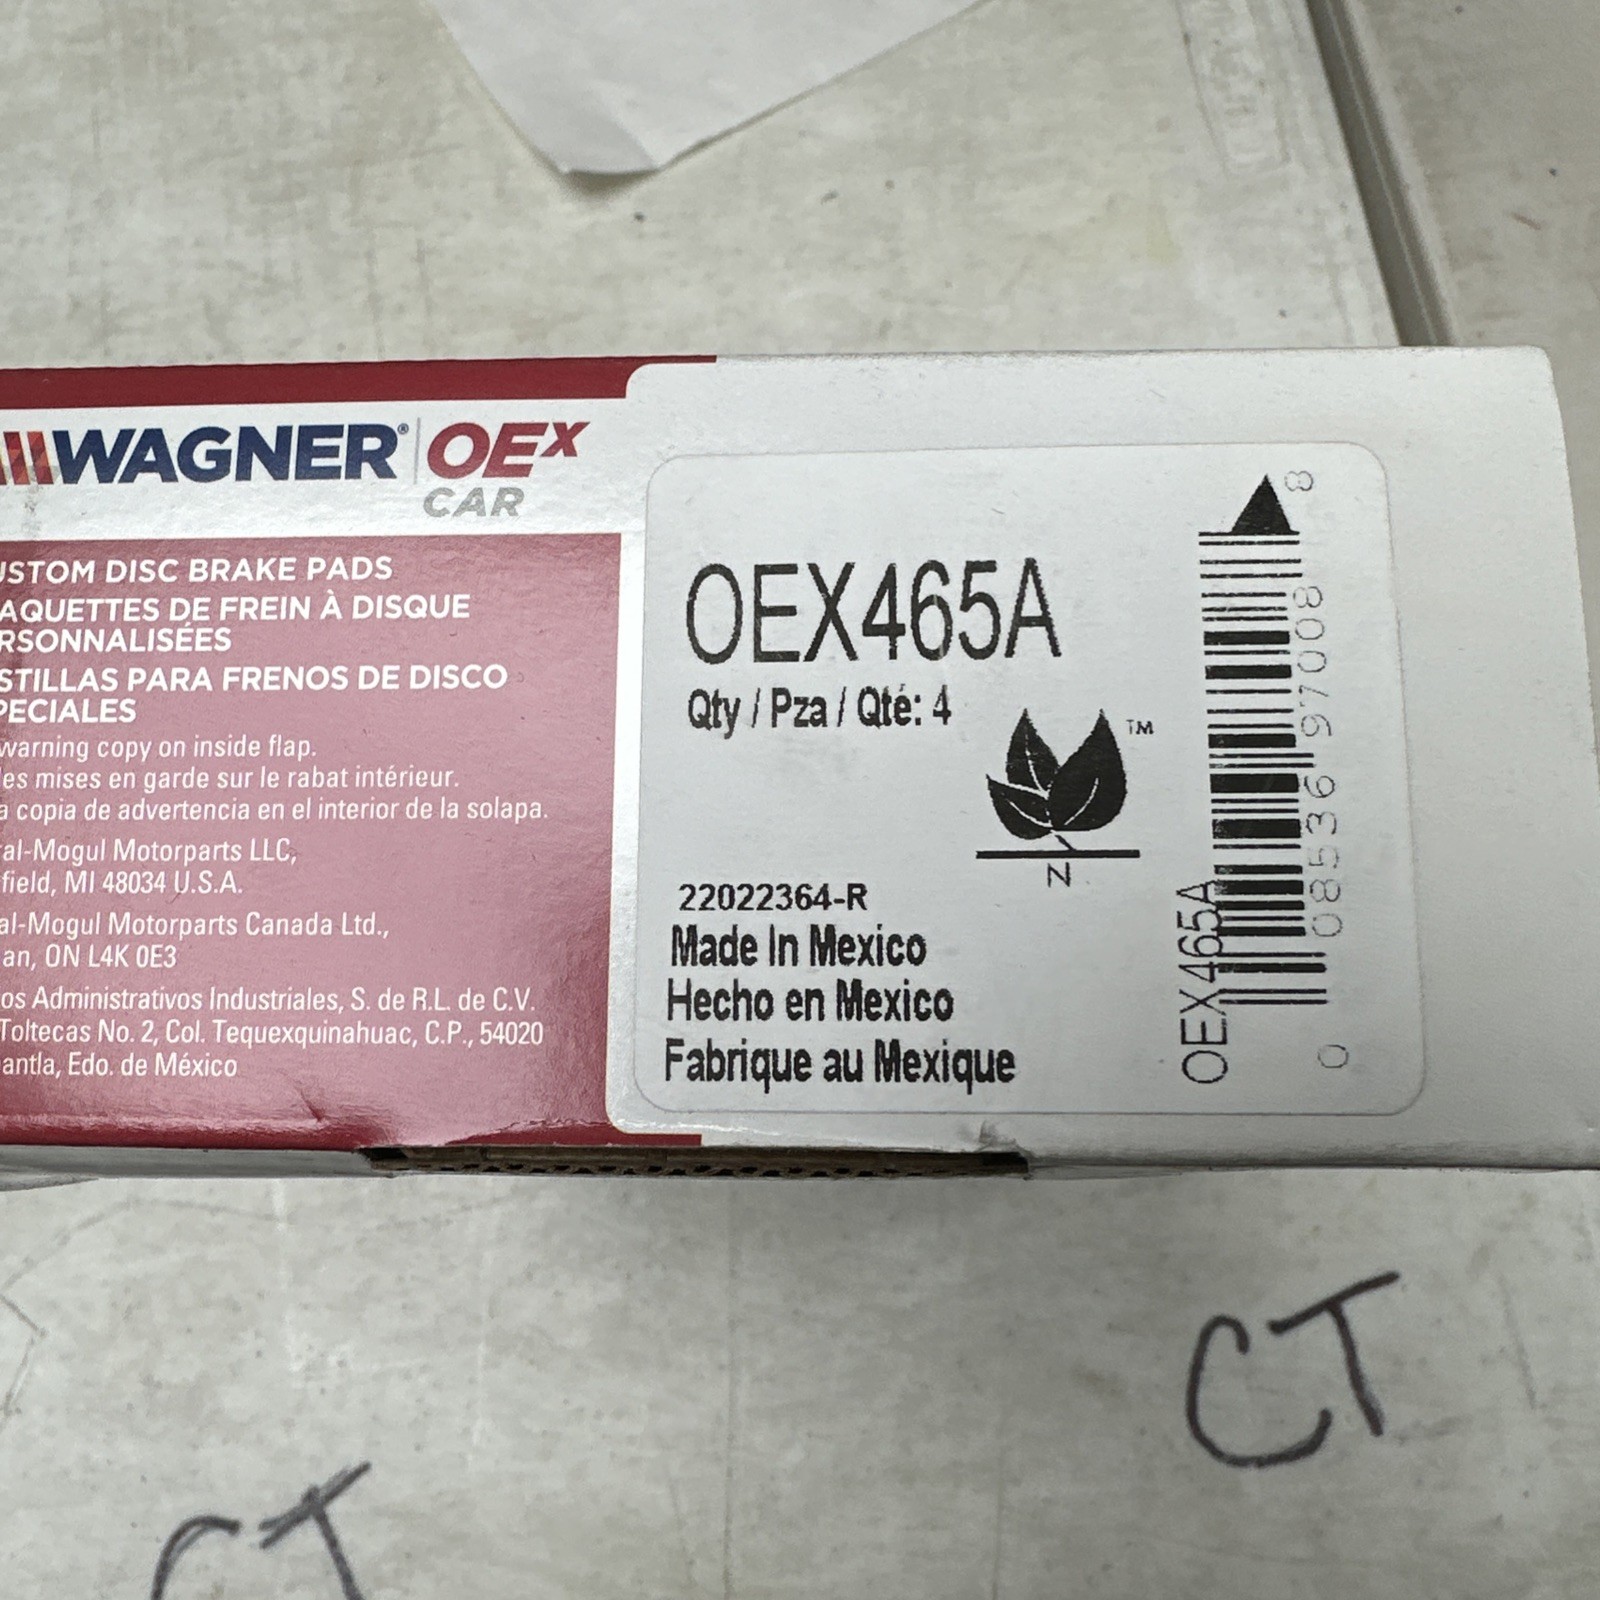 WAGNER® OEX
CAR
USTOM DISC BRAKE PADS
AQUETTES DE FREIN À DISQUE
RSONNALISÉES
STILLAS PARA FRENOS DE DISCO
PECIALES
warning copy on inside flap.
les mises en garde sur le rabat intérieur.
a copia de advertencia en el interior de la solapa.
ral-Mogul Motorparts LLC,
field, MI 48034 U.S.A.
al-Mogul Motorparts Canada Ltd.,
an, ON L4K 0E3
os Administrativos Industriales, S. de R.L. de C.V.
Toltecas No. 2, Col. Tequexquinahuac, C.P., 54020
antla, Edo. de México
OEX465A
Qty / Pza / Qté: 4
TM
N
22022364-R
Made In Mexico
Hecho en Mexico
Fabrique au Mexique
OEX465A
0 08536 97008 8
CT
CT